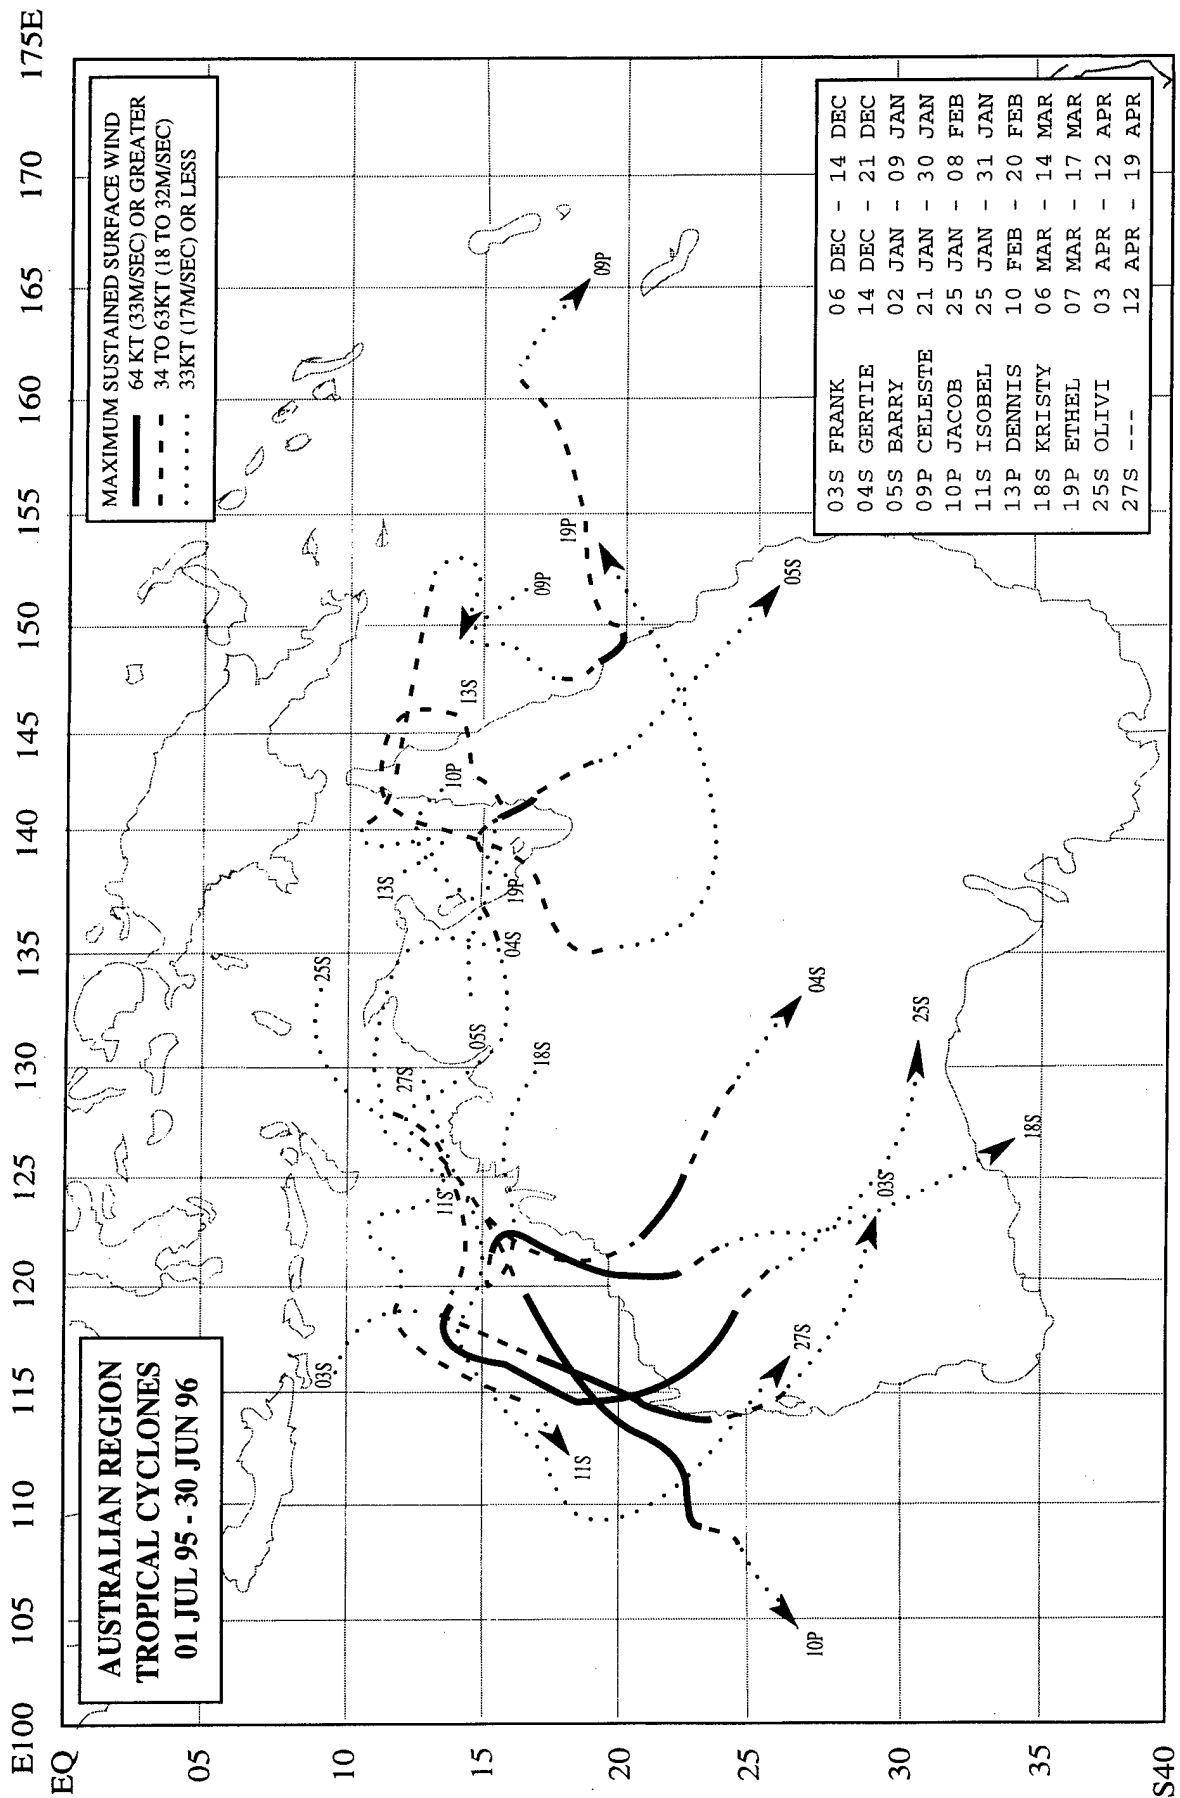 AUSTRALIAN REGION
TROPICAL CYCLONES
01 JUL 95 - 30 JUN 96
MAXIMUM SUSTAINED SURFACE WIND
64 KT (33M/SEC) OR GREATER
34 TO 63KT (18 TO 32M/SEC)
33KT (17M/SEC) OR LESS
E100 105 110 115 120 125 130 135 140 145 150 155 160 165 170 175E
EQ
05
10
15
20
25
30
35
S40
03S
11S
11S
10P
27S
27S
03S
18S
18S
25S
25S
04S
04S
05S
05S
13S
13S
10P
19P
19P
09P
09P
03S FRANK 06 DEC - 14 DEC
04S GERTIE 14 DEC - 21 DEC
05S BARRY 02 JAN - 09 JAN
09P CELESTE 21 JAN - 30 JAN
10P JACOB 25 JAN - 08 FEB
11S ISOBEL 25 JAN - 31 JAN
13P DENNIS 10 FEB - 20 FEB
18S KRISTY 06 MAR - 14 MAR
19P ETHEL 07 MAR - 17 MAR
25S OLIVI 03 APR - 12 APR
27S --- 12 APR - 19 APR